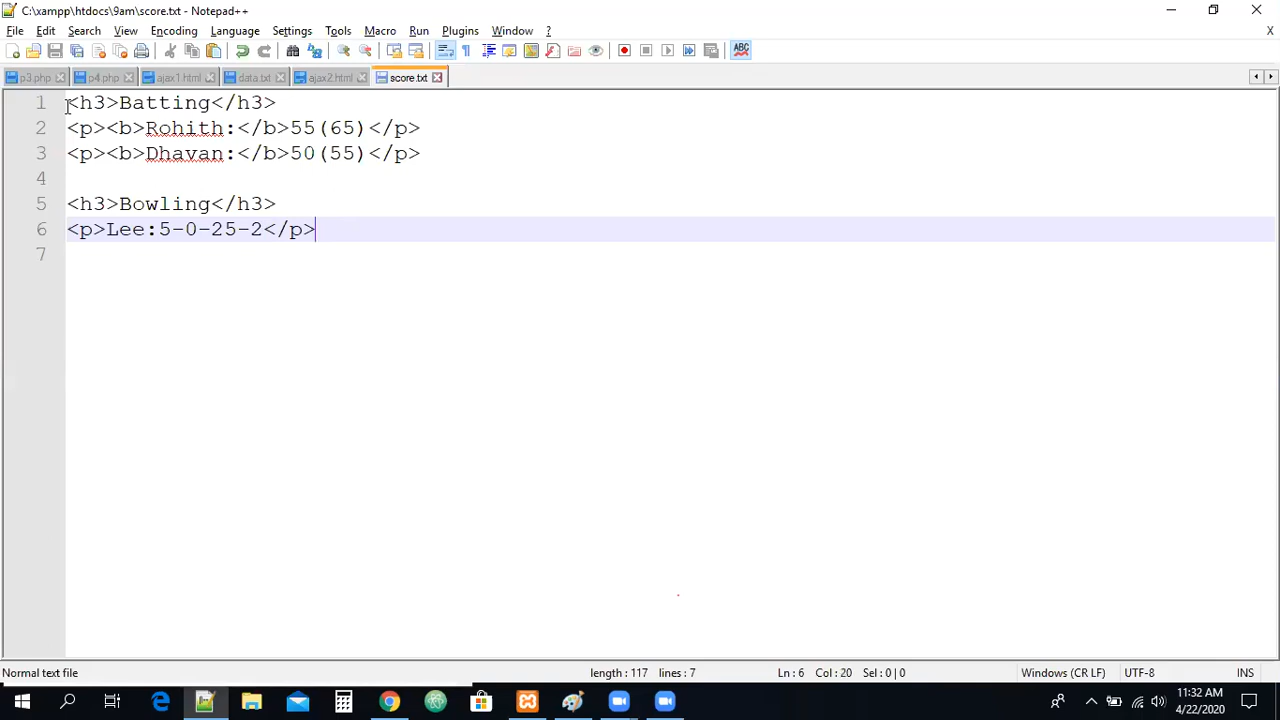 C:\xampp\htdocs\9am\score.txt - Notepad++
File Edit Search View Encoding Language Settings Tools Macro Run Plugins Window ? X
ABC
p3.php p4.php ajax1.html data.txt ajax2.html score.txt
1 <h3>Batting</h3>
2 <p><b>Rohith:</b>55(65)</p>
3 <p><b>Dhavan:</b>50(55)</p>
4
5 <h3>Bowling</h3>
6 <p>Lee:5-0-25-2</p>
7
Normal text file length : 117 lines : 7 Ln : 6 Col : 20 Sel : 0 | 0 Windows (CR LF) UTF-8 INS
11:32 AM
4/22/2020